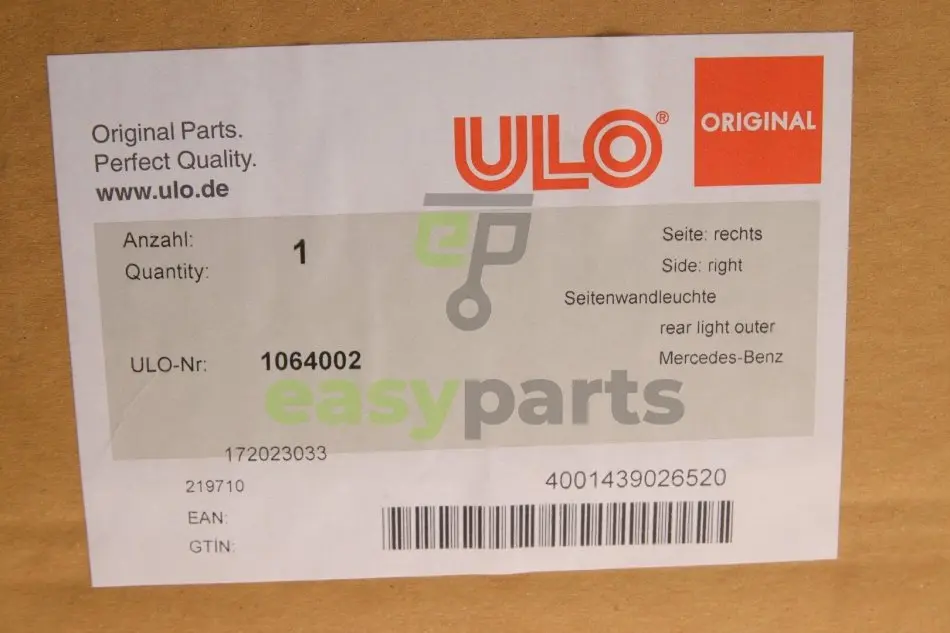 Original Parts.
Perfect Quality.
www.ulo.de
ULO®
ORIGINAL
Anzahl:
Quantity:
1
Seite: rechts
Side: right
Seitenwandleuchte
rear light outer
Mercedes-Benz
ULO-Nr: 1064002
ep
easyparts
172023033
219710
EAN:
GTIN:
4001439026520